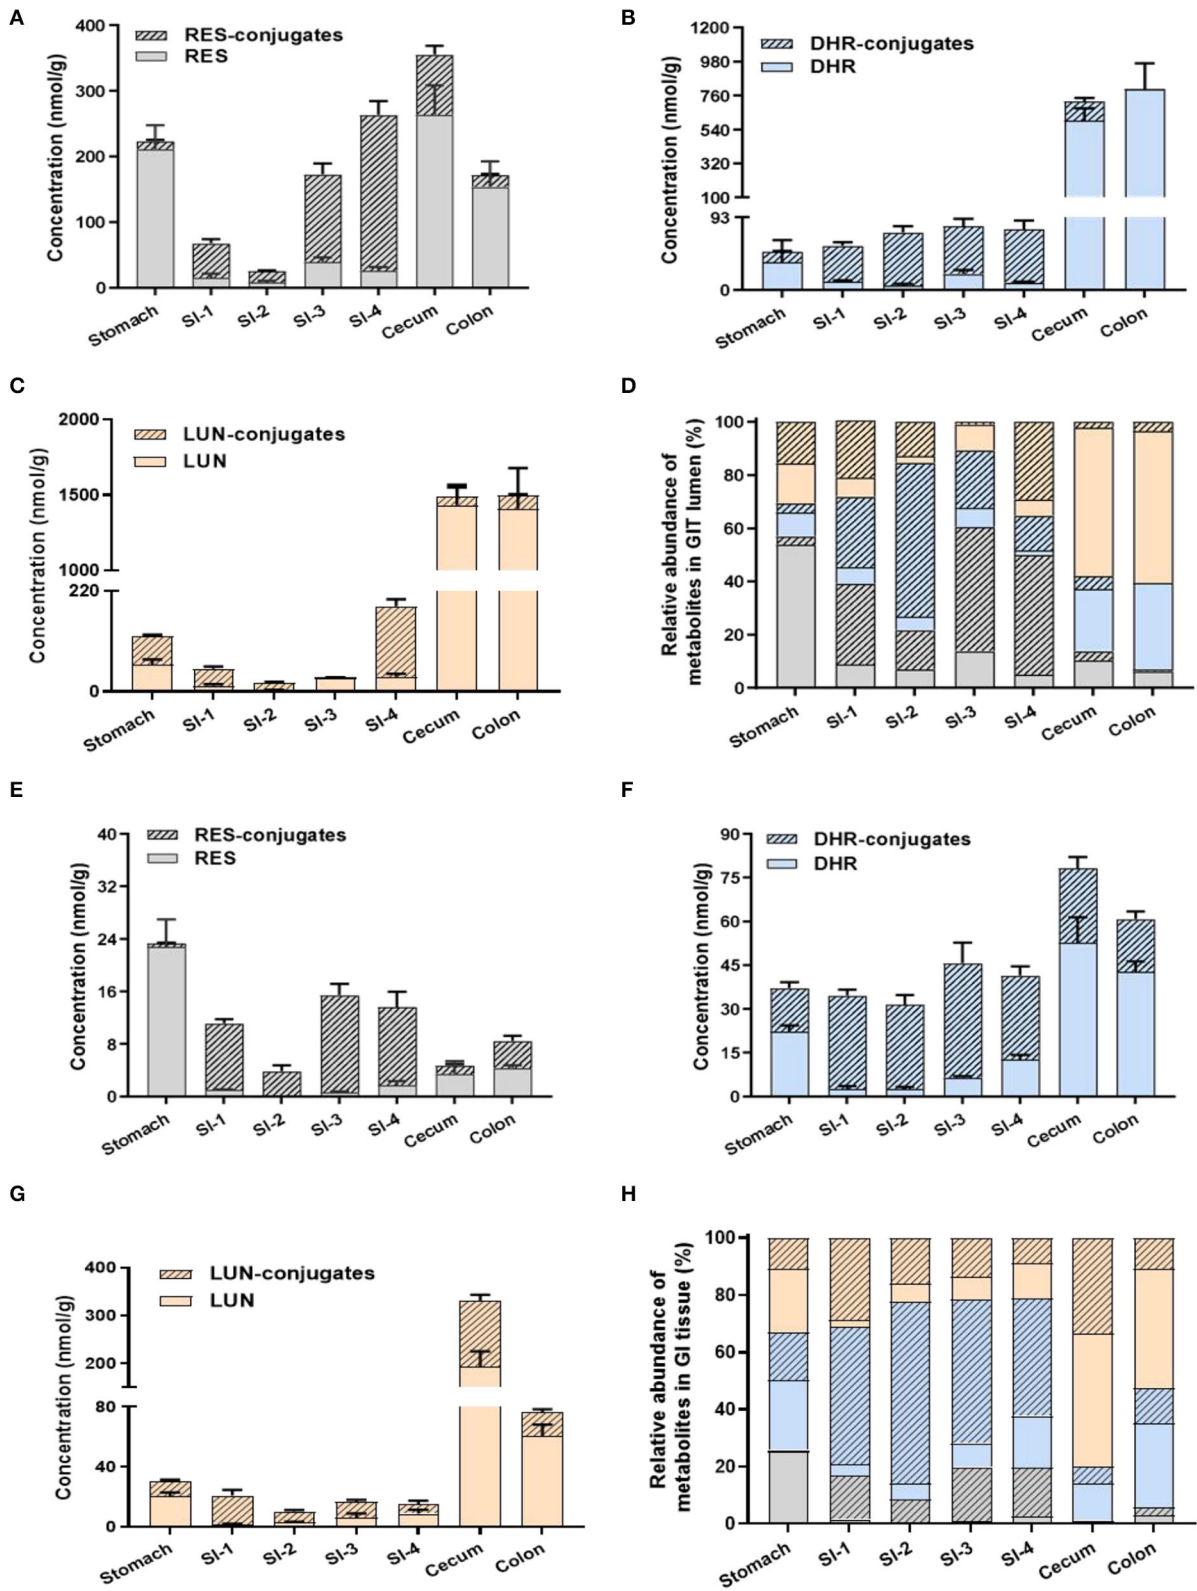 A
Concentration (nmol/g)
400
300
200
100
0
RES-conjugates
RES
Stomach
SI-1
SI-2
SI-3
SI-4
Cecum
Colon
B
Concentration (nmol/g)
1200
980
760
540
320
100
93
0
DHR-conjugates
DHR
Stomach
SI-1
SI-2
SI-3
SI-4
Cecum
Colon
C
Concentration (nmol/g)
2000
1500
1000
220
0
LUN-conjugates
LUN
Stomach
SI-1
SI-2
SI-3
SI-4
Cecum
Colon
D
Relative abundance of
metabolites in GIT lumen (%)
100
80
60
40
20
0
Stomach
SI-1
SI-2
SI-3
SI-4
Cecum
Colon
E
Concentration (nmol/g)
40
32
24
16
8
0
RES-conjugates
RES
Stomach
SI-1
SI-2
SI-3
SI-4
Cecum
Colon
F
Concentration (nmol/g)
90
75
60
45
30
15
0
DHR-conjugates
DHR
Stomach
SI-1
SI-2
SI-3
SI-4
Cecum
Colon
G
Concentration (nmol/g)
400
300
200
80
40
0
LUN-conjugates
LUN
Stomach
SI-1
SI-2
SI-3
SI-4
Cecum
Colon
H
Relative abundance of
metabolites in GI tissue (%)
100
80
60
40
20
0
Stomach
SI-1
SI-2
SI-3
SI-4
Cecum
Colon